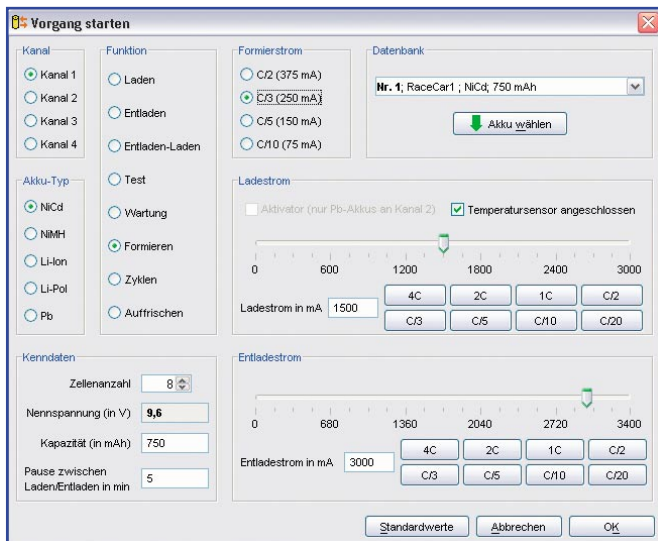 Vorgang starten
Kanal
Kanal 1
Kanal 2
Kanal 3
Kanal 4
Funktion
Laden
Entladen
Entladen-Laden
Test
Wartung
Formieren
Zyklen
Auffrischen
Formierstrom
C/2 (375 mA)
C/3 (250 mA)
C/5 (150 mA)
C/10 (75 mA)
Datenbank
Nr. 1; RaceCar1 ; NiCd; 750 mAh
Akku wählen
Akku-Typ
NiCd
NiMH
Li-Ion
Li-Pol
Pb
Ladestrom
Aktivator (nur Pb-Akkus an Kanal 2)
Temperatursensor angeschlossen
0 600 1200 1800 2400 3000
Ladestrom in mA 1500
4C 2C 1C C/2
C/3 C/5 C/10 C/20
Kenndaten
Zellenanzahl 8
Nennspannung (in V) 9,6
Kapazität (in mAh) 750
Pause zwischen
Laden/Entladen in min 5
Entladestrom
0 680 1360 2040 2720 3400
Entladestrom in mA 3000
4C 2C 1C C/2
C/3 C/5 C/10 C/20
Standardwerte Abbrechen OK